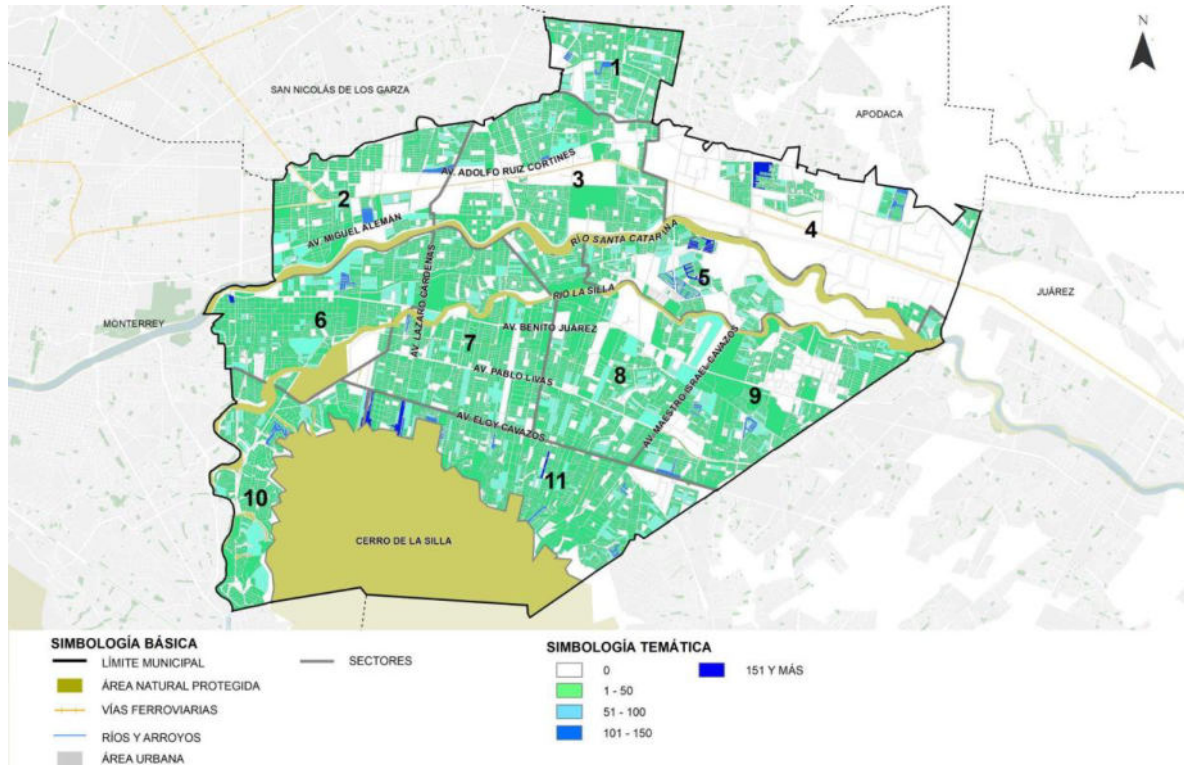 N
SAN NICOLÁS DE LOS GARZA
APODACA
1
AV. ADOLFO RUIZ CORTINES
2
3
4
AV. MIGUEL ALEMÁN
RÍO SANTA CATARINA
5
JUÁREZ
MONTERREY
6
AV. LAZARO CÁRDENAS
RÍO LA SILLA
7
AV. BENITO JUÁREZ
AV. PABLO LIVAS
8
AV. MAESTRO ISRAEL CAVAZOS
9
AV. ELOY CAVAZOS
10
11
CERRO DE LA SILLA
SIMBOLOGÍA BÁSICA
LÍMITE MUNICIPAL
SECTORES
ÁREA NATURAL PROTEGIDA
VÍAS FERROVIARIAS
RÍOS Y ARROYOS
ÁREA URBANA
SIMBOLOGÍA TEMÁTICA
0
151 Y MÁS
1 - 50
51 - 100
101 - 150